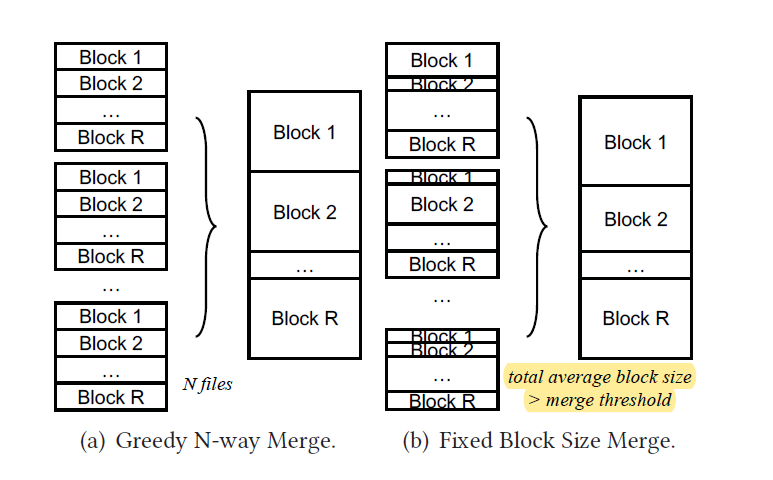 Block 1
Block 2
...
Block R
Block 1
Block 2
...
Block R
...
Block 1
Block 2
...
Block R
N files
Block 1
Block 2
...
Block R
(a) Greedy N-way Merge.
Block 1
Block 2
...
Block R
Block 1
Block 2
...
Block R
...
Block 1
Block 2
...
Block R
total average block size
> merge threshold
Block 1
Block 2
...
Block R
(b) Fixed Block Size Merge.